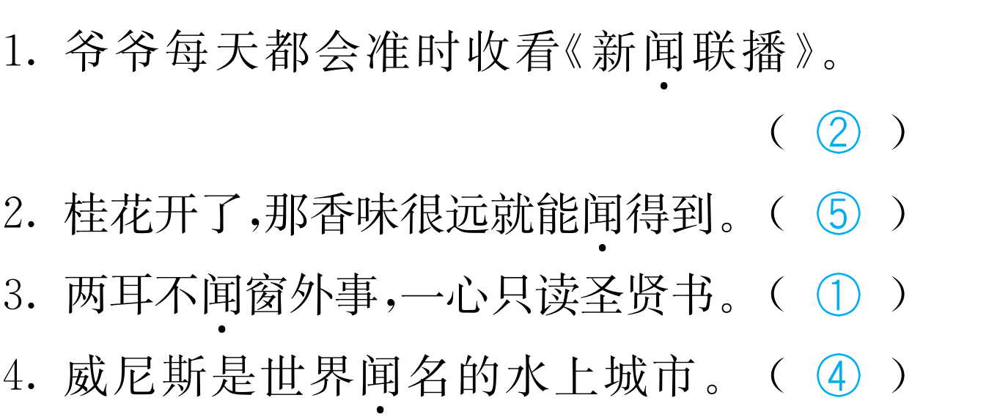 1. 爷爷每天都会准时收看《新闻联播》。
（ ② ）
2. 桂花开了,那香味很远就能闻得到。（ ⑤ ）
3. 两耳不闻窗外事,一心只读圣贤书。（ ① ）
4. 威尼斯是世界闻名的水上城市。（ ④ ）